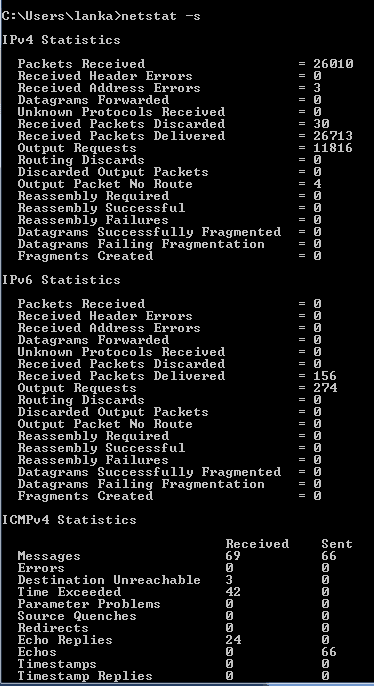 C:\Users\lanka>netstat -s
IPv4 Statistics
Packets Received = 26010
Received Header Errors = 0
Received Address Errors = 3
Datagrams Forwarded = 0
Unknown Protocols Received = 0
Received Packets Discarded = 30
Received Packets Delivered = 26713
Output Requests = 11816
Routing Discards = 0
Discarded Output Packets = 0
Output Packet No Route = 4
Reassembly Required = 0
Reassembly Successful = 0
Reassembly Failures = 0
Datagrams Successfully Fragmented = 0
Datagrams Failing Fragmentation = 0
Fragments Created = 0
IPv6 Statistics
Packets Received = 0
Received Header Errors = 0
Received Address Errors = 0
Datagrams Forwarded = 0
Unknown Protocols Received = 0
Received Packets Discarded = 0
Received Packets Delivered = 156
Output Requests = 274
Routing Discards = 0
Discarded Output Packets = 0
Output Packet No Route = 0
Reassembly Required = 0
Reassembly Successful = 0
Reassembly Failures = 0
Datagrams Successfully Fragmented = 0
Datagrams Failing Fragmentation = 0
Fragments Created = 0
ICMPv4 Statistics
Received Sent
Messages 69 66
Errors 0 0
Destination Unreachable 3 0
Time Exceeded 42 0
Parameter Problems 0 0
Source Quenches 0 0
Redirects 0 0
Echo Replies 24 0
Echos 0 66
Timestamps 0 0
Timestamp Replies 0 0